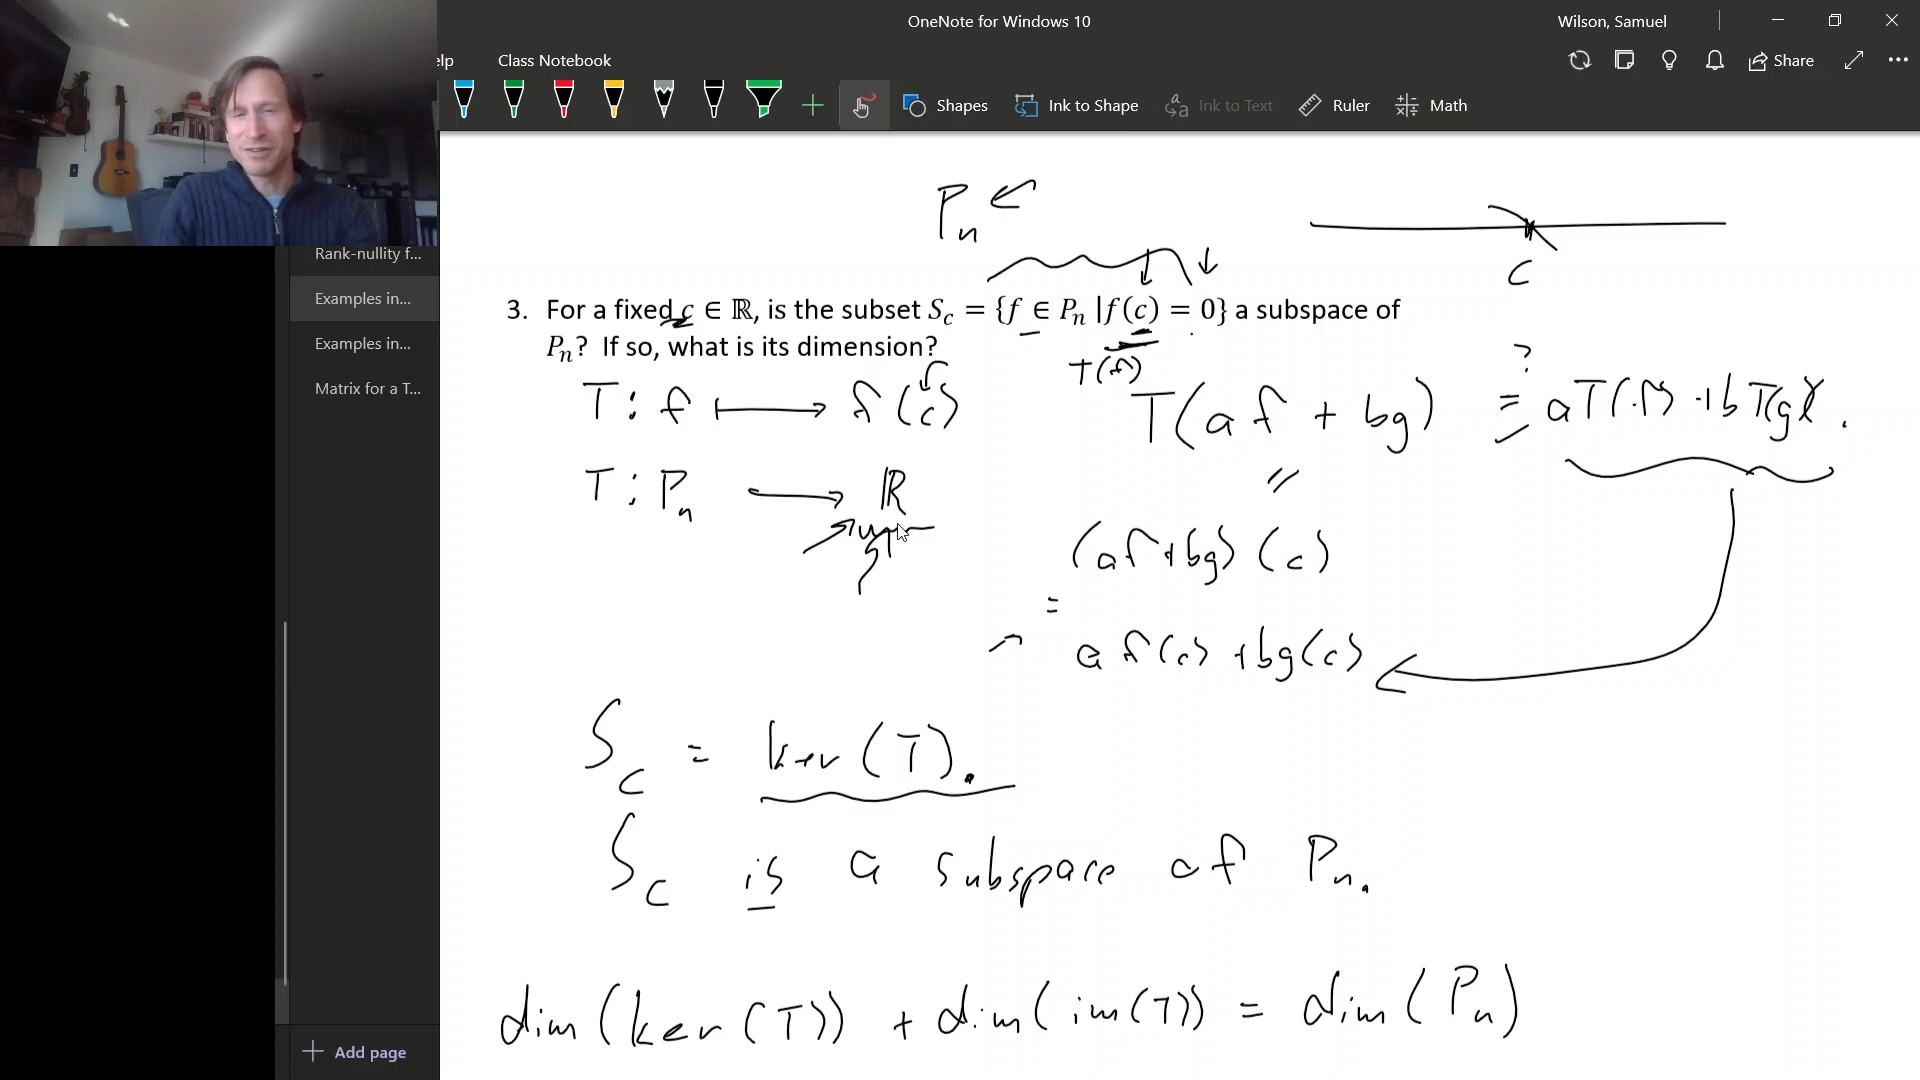 OneNote for Windows 10
Wilson, Samuel
elp
Class Notebook
Share
Shapes
Ink to Shape
Ink to Text
Ruler
Math
Rank-nullity f...
Examples in...
Examples in...
Matrix for a T...
Add page
Pₙ
c
3. For a fixed c ∈ ℝ, is the subset S_c = {f ∈ Pₙ |f(c) = 0} a subspace of
Pₙ? If so, what is its dimension?
T(f)
T : f ↦ f(c)
T(af + bg) =? aT(f) + bT(g).
T : Pₙ → ℝ
=
(af+bg)(c)
=
af(c) + bg(c)
S_c = ker(T).
S_c is a subspace of Pₙ.
dim(ker(T)) + dim(im(T)) = dim(Pₙ)